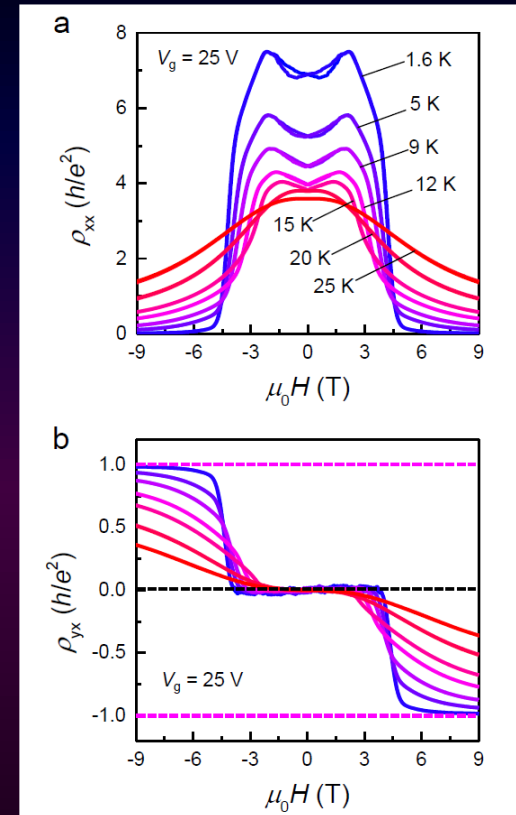 a
V_g = 25 V
1.6 K
5 K
9 K
12 K
15 K
20 K
25 K
ρ_xx (h/e²)
8
6
4
2
0
-9 -6 -3 0 3 6 9
μ₀H (T)
b
ρ_yx (h/e²)
1.0
0.5
0.0
-0.5
-1.0
V_g = 25 V
-9 -6 -3 0 3 6 9
μ₀H (T)